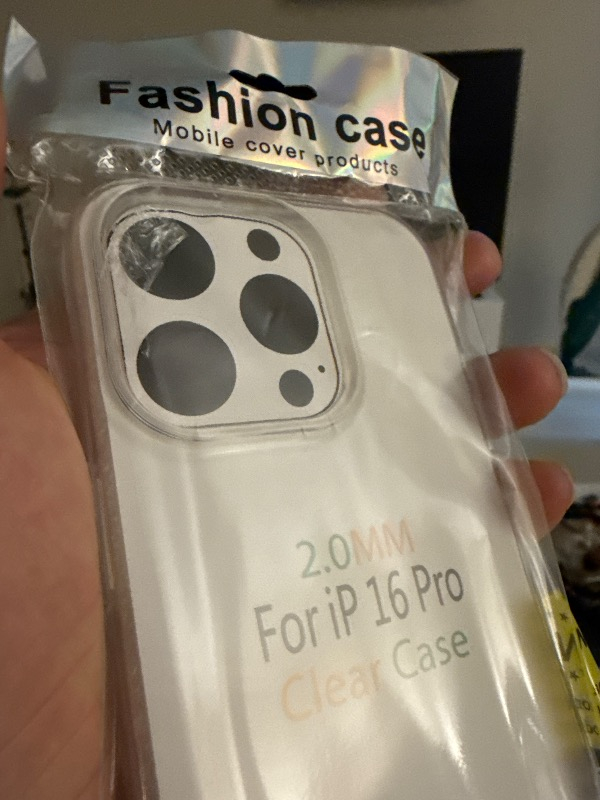 Fashion case
Mobile cover products
2.0MM
For iP 16 Pro
Clear Case